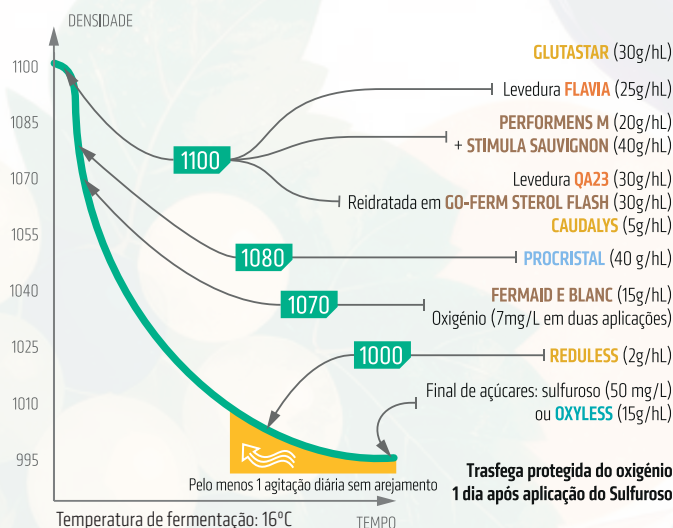 DENSIDADE
1100
1085
1070
1055
1040
1025
1010
995
GLUTASTAR (30g/hL)
Levedura FLAVIA (25g/hL)
PERFORMENS M (20g/hL)
+ STIMULA SAUVIGNON (40g/hL)
1100
Levedura QA23 (30g/hL)
Reidratada em GO-FERM STEROL FLASH (30g/hL)
CAUDALYS (5g/hL)
1080
PROCRISTAL (40 g/hL)
1070
FERMAID E BLANC (15g/hL)
Oxigénio (7mg/L em duas aplicações)
1000
REDULESS (2g/hL)
Final de açúcares: sulfuroso (50 mg/L)
ou OXYLESS (15g/hL)
Pelo menos 1 agitação diária sem arejamento
Trasfega protegida do oxigénio
1 dia após aplicação do Sulfuroso
Temperatura de fermentação: 16ºC
TEMPO